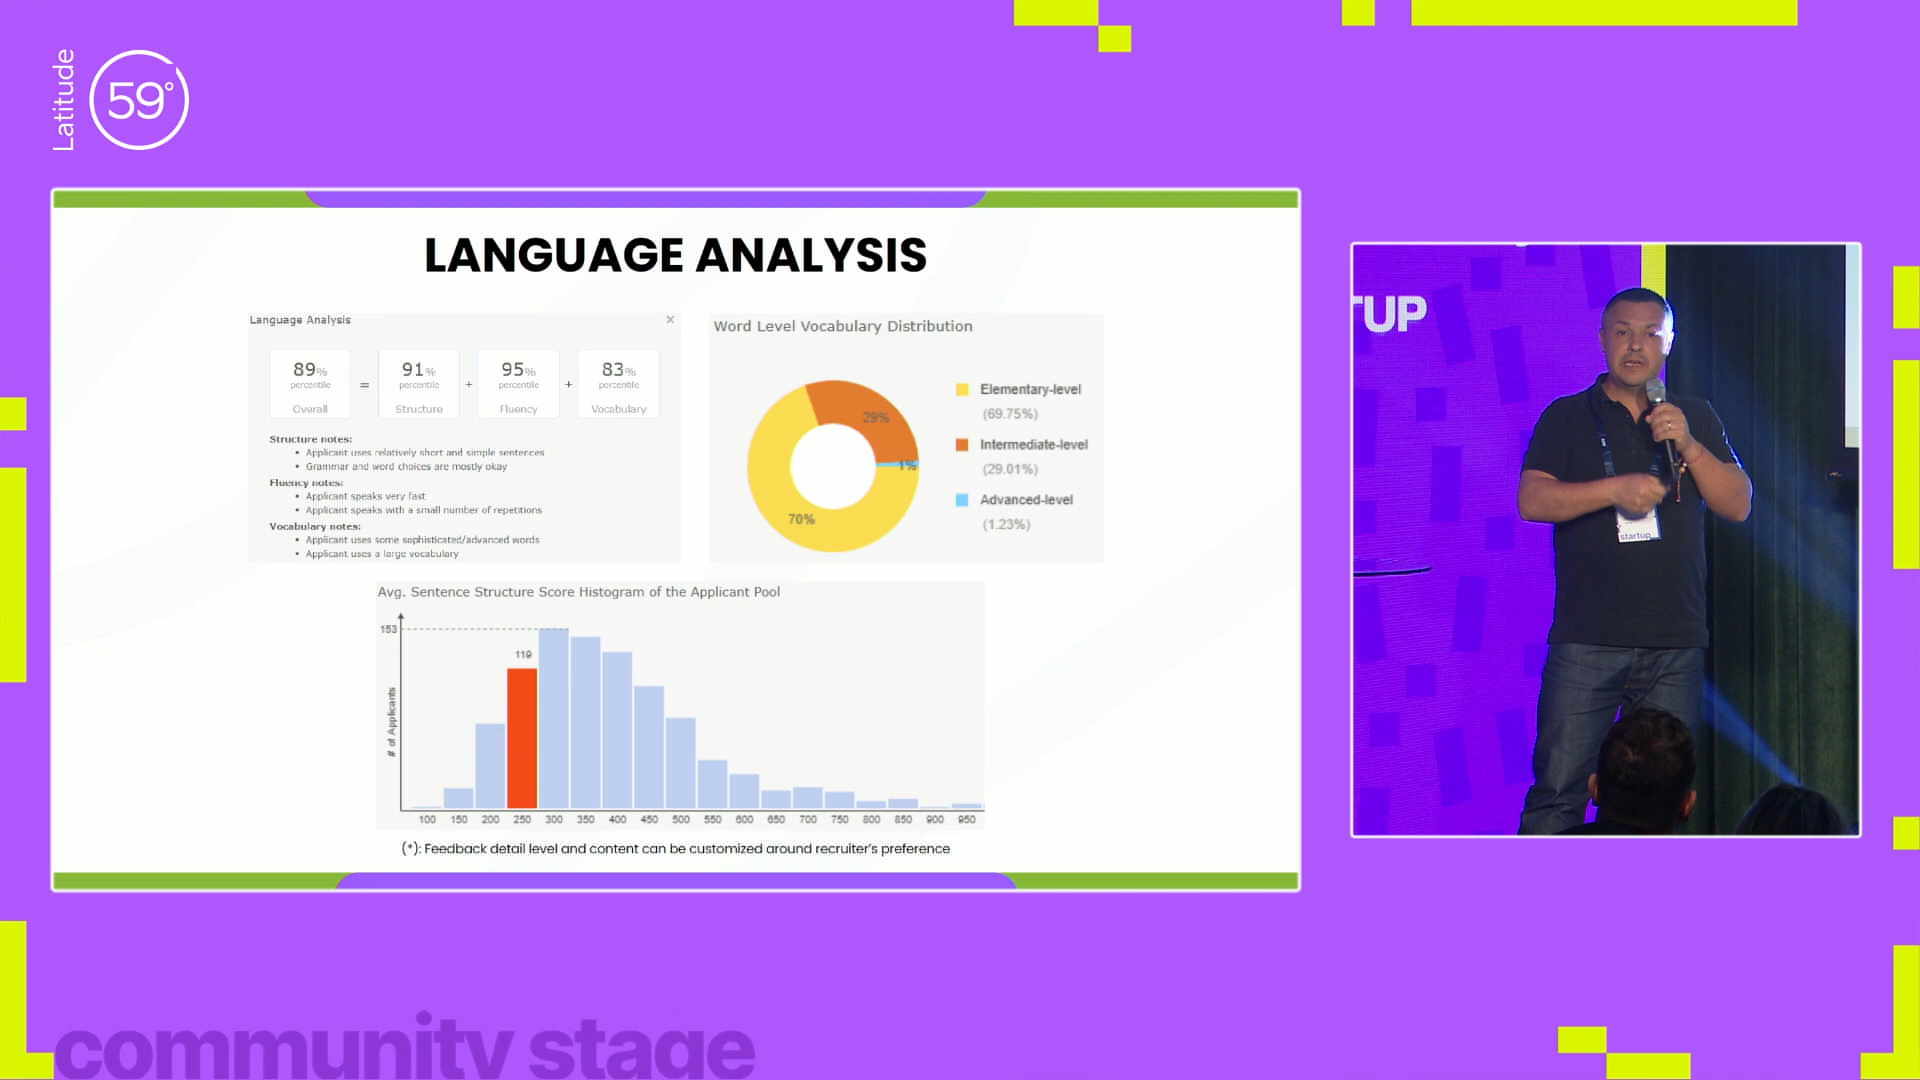 Latitude
59°
LANGUAGE ANALYSIS
Language Analysis
89% percentile Overall
=
91% percentile Structure
+
95% percentile Fluency
+
83% percentile Vocabulary
Structure notes:
• Applicant uses relatively short and simple sentences
• Grammar and word choices are mostly okay
Fluency notes:
• Applicant speaks very fast
• Applicant speaks with a small number of repetitions
Vocabulary notes:
• Applicant uses some sophisticated/advanced words
• Applicant uses a large vocabulary
Word Level Vocabulary Distribution
29%
1%
70%
Elementary-level
(69.75%)
Intermediate-level
(29.01%)
Advanced-level
(1.23%)
Avg. Sentence Structure Score Histogram of the Applicant Pool
153
119
# of Applicants
100 150 200 250 300 350 400 450 500 550 600 650 700 750 800 850 900 950
(*): Feedback detail level and content can be customized around recruiter's preference
TUP
startup
community stage